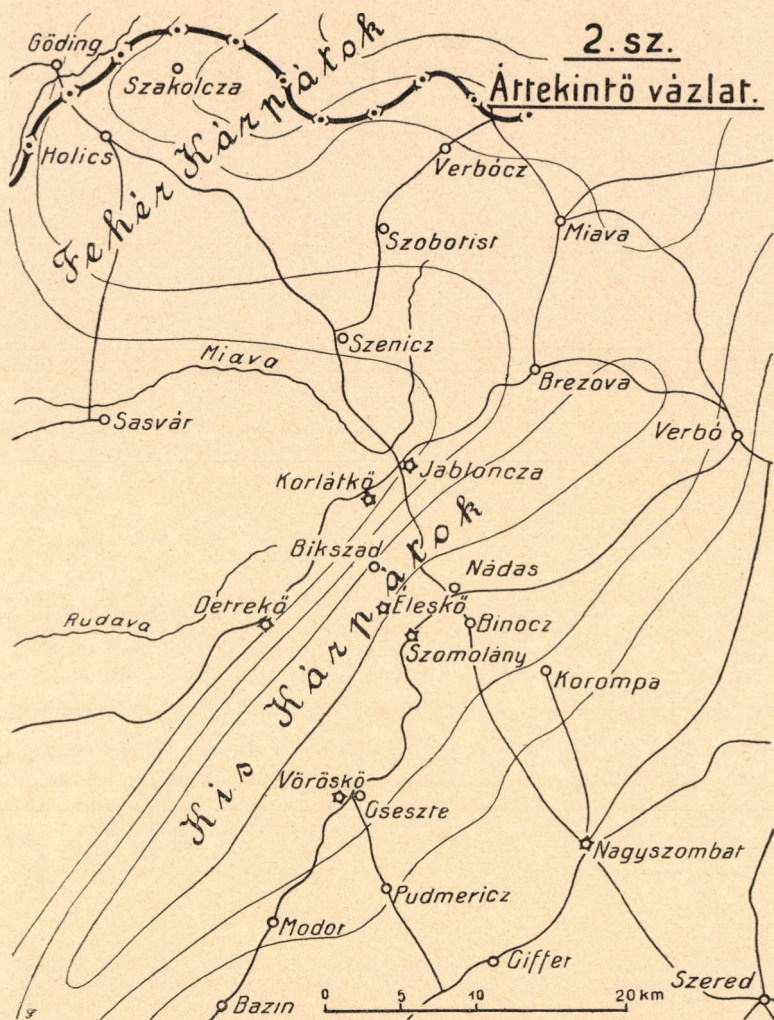 2. sz.
Áttekintő vázlat.
Göding
Szakolcza
Holics
Fehér Kárpátok
Verbócz
Szobotist
Miava
Szenicz
Miava
Brezova
Sasvár
Verbó
Jabloncza
Korlátkő
Bikszad
Nádas
Detrekő
Éleskő
Rudava
Binocz
Szomolány
Korompa
Kis Kárpátok
Vöröskő
Cseszte
Nagyszombat
Pudmericz
Modor
Ciffer
Szered
Bazin
0 5 10 20 km